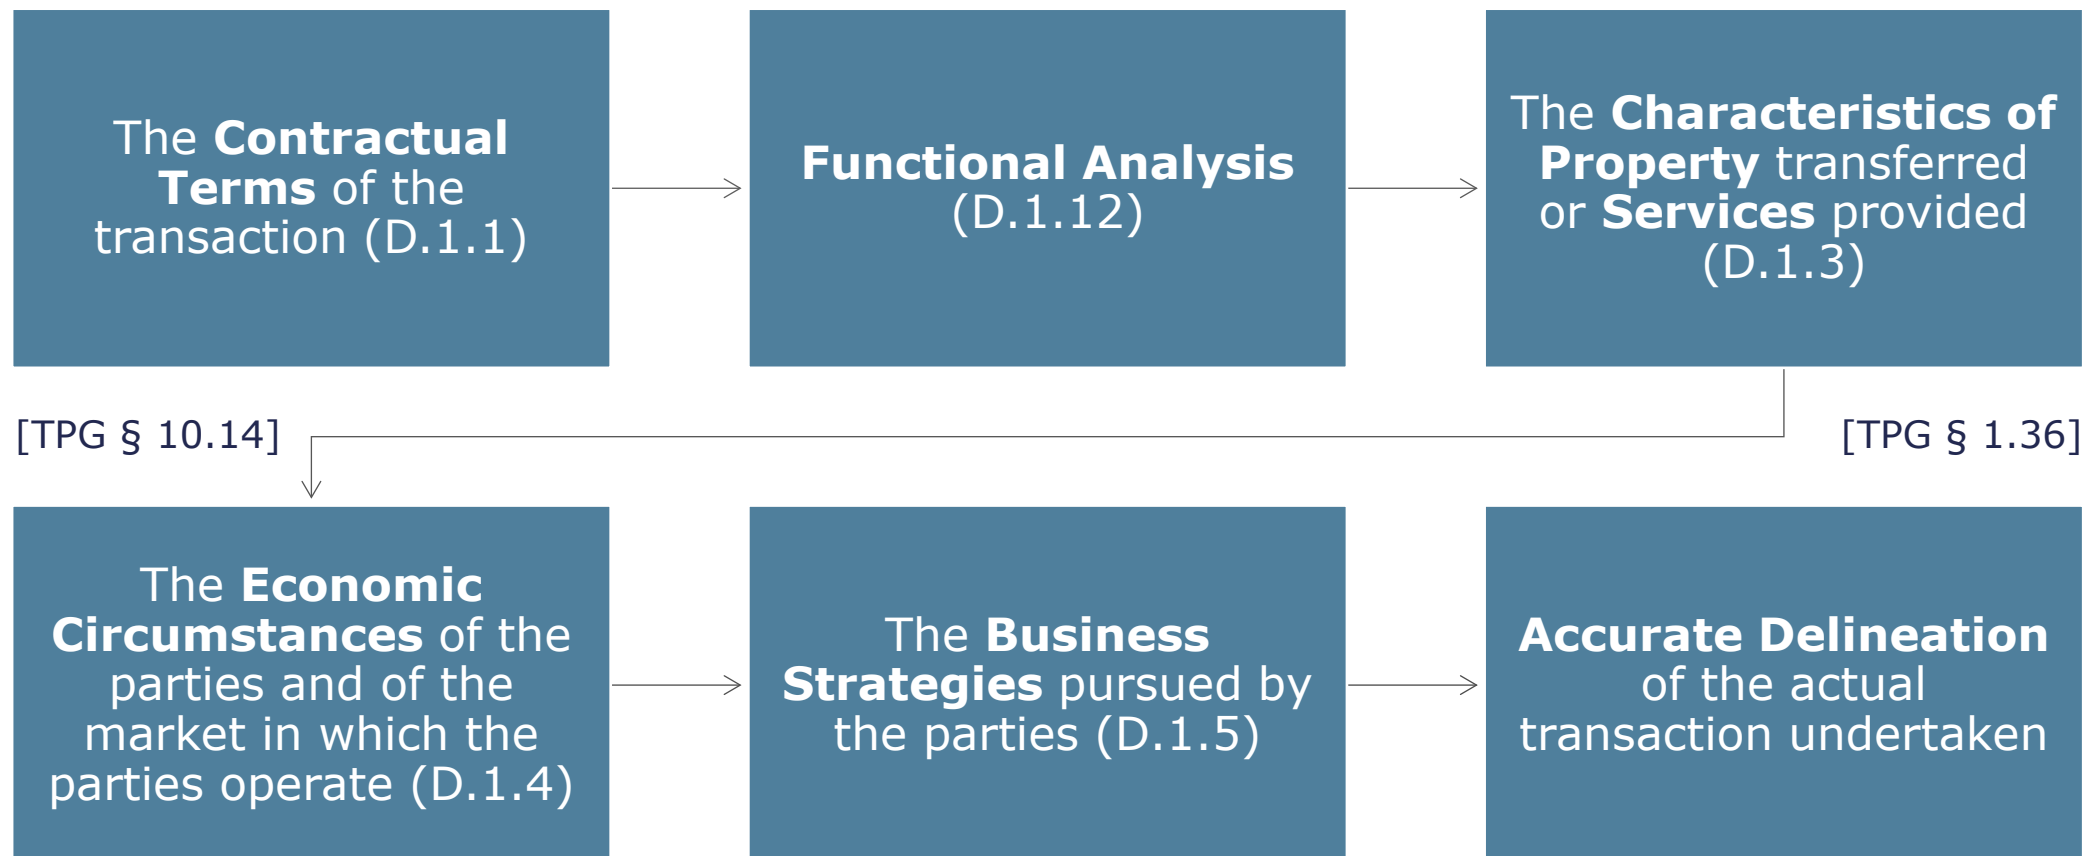 The Contractual
Terms of the
transaction (D.1.1)
Functional Analysis
(D.1.12)
The Characteristics of
Property transferred
or Services provided
(D.1.3)
[TPG § 10.14]
[TPG § 1.36]
The Economic
Circumstances of the
parties and of the
market in which the
parties operate (D.1.4)
The Business
Strategies pursued by
the parties (D.1.5)
Accurate Delineation
of the actual
transaction undertaken